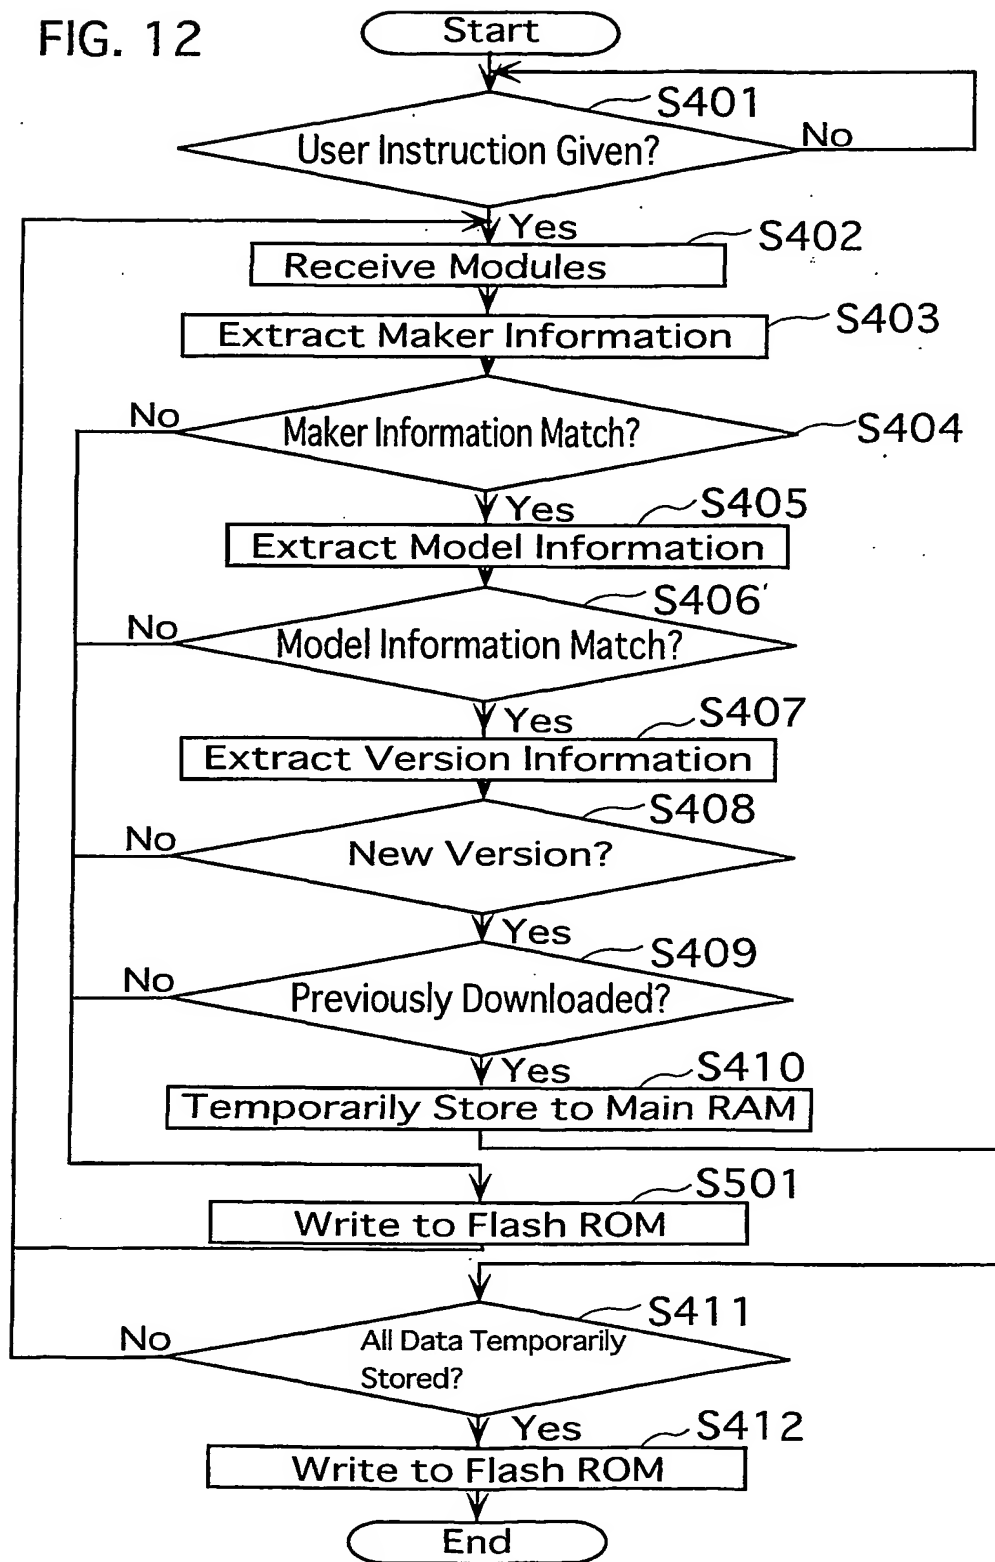 FIG. 12
Start
S401
User Instruction Given?
No
Yes
S402
Receive Modules
S403
Extract Maker Information
No
Maker Information Match?
S404
Yes
S405
Extract Model Information
S406
No
Model Information Match?
Yes
S407
Extract Version Information
S408
No
New Version?
Yes
S409
No
Previously Downloaded?
Yes
S410
Temporarily Store to Main RAM
S501
Write to Flash ROM
S411
No
All Data Temporarily
Stored?
Yes
S412
Write to Flash ROM
End